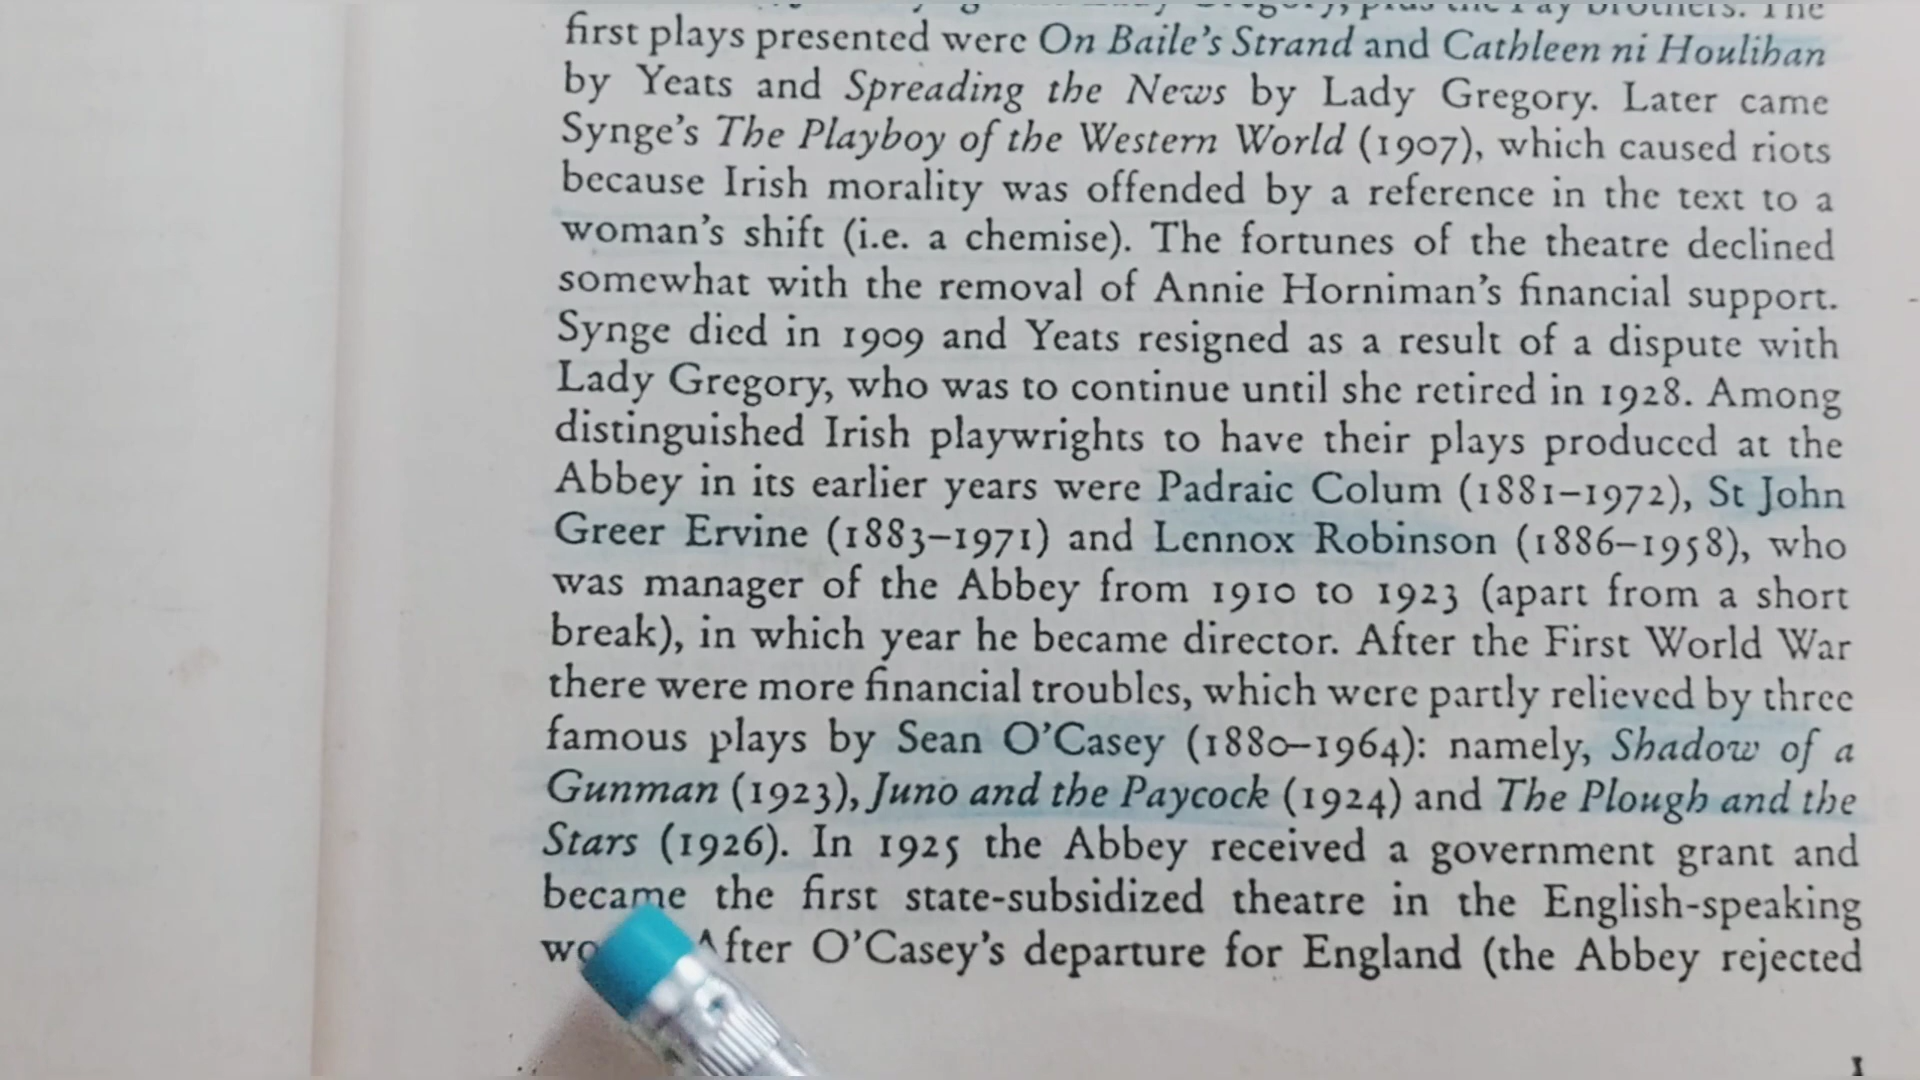 Gregory, plus the Fay brothers. The
first plays presented were On Baile's Strand and Cathleen ni Houlihan
by Yeats and Spreading the News by Lady Gregory. Later came
Synge's The Playboy of the Western World (1907), which caused riots
because Irish morality was offended by a reference in the text to a
woman's shift (i.e. a chemise). The fortunes of the theatre declined
somewhat with the removal of Annie Horniman's financial support.
Synge died in 1909 and Yeats resigned as a result of a dispute with
Lady Gregory, who was to continue until she retired in 1928. Among
distinguished Irish playwrights to have their plays produced at the
Abbey in its earlier years were Padraic Colum (1881–1972), St John
Greer Ervine (1883–1971) and Lennox Robinson (1886–1958), who
was manager of the Abbey from 1910 to 1923 (apart from a short
break), in which year he became director. After the First World War
there were more financial troubles, which were partly relieved by three
famous plays by Sean O'Casey (1880–1964): namely, Shadow of a
Gunman (1923), Juno and the Paycock (1924) and The Plough and the
Stars (1926). In 1925 the Abbey received a government grant and
became the first state-subsidized theatre in the English-speaking
After O'Casey's departure for England (the Abbey rejected
1